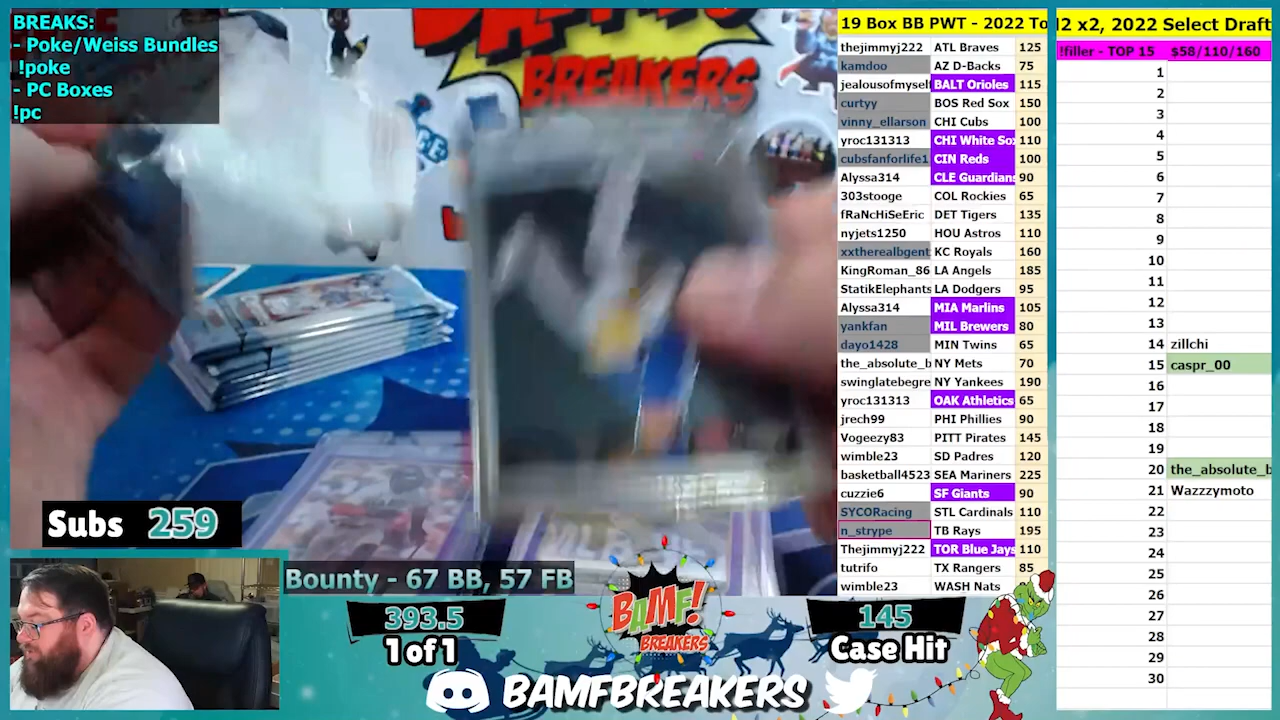 BREAKS:
- Poke/Weiss Bundles
!poke
- PC Boxes
!pc
BREAKERS
19 Box BB PWT - 2022 To
thejimmyj222 ATL Braves 125
kamdoo AZ D-Backs 75
jealousofmysel BALT Orioles 115
curtyy BOS Red Sox 150
vinny_ellarson CHI Cubs 100
yroc131313 CHI White So 110
cubsfanforlife1 CIN Reds 100
Alyssa314 CLE Guardians 90
303stooge COL Rockies 65
fRaNcHiSeEric DET Tigers 135
nyjets1250 HOU Astros 110
xxtherealbgent KC Royals 160
KingRoman_86 LA Angels 185
StatikElephants LA Dodgers 95
Alyssa314 MIA Marlins 105
yankfan MIL Brewers 80
dayo1428 MIN Twins 65
the_absolute_b NY Mets 70
swinglatebegre NY Yankees 190
yroc131313 OAK Athletics 65
jrech99 PHI Phillies 90
Vogeezy83 PITT Pirates 145
wimble23 SD Padres 120
basketball4523 SEA Mariners 225
cuzzie6 SF Giants 90
SYCORacing STL Cardinals 110
n_strype TB Rays 195
Thejimmyj222 TOR Blue Jays 110
tutrifo TX Rangers 85
wimble23 WASH Nats
2 x2, 2022 Select Draft
!filler - TOP 15 $58/110/160
1
2
3
4
5
6
7
8
9
10
11
12
13
14 zillchi
15 caspr_00
16
17
18
19
20 the_absolute_b
21 Wazzzymoto
22
23
24
25
26
27
28
29
30
Subs 259
Bounty - 67 BB, 57 FB
393.5
1 of 1
BAMF!
BREAKERS
145
Case Hit
BAMFBREAKERS